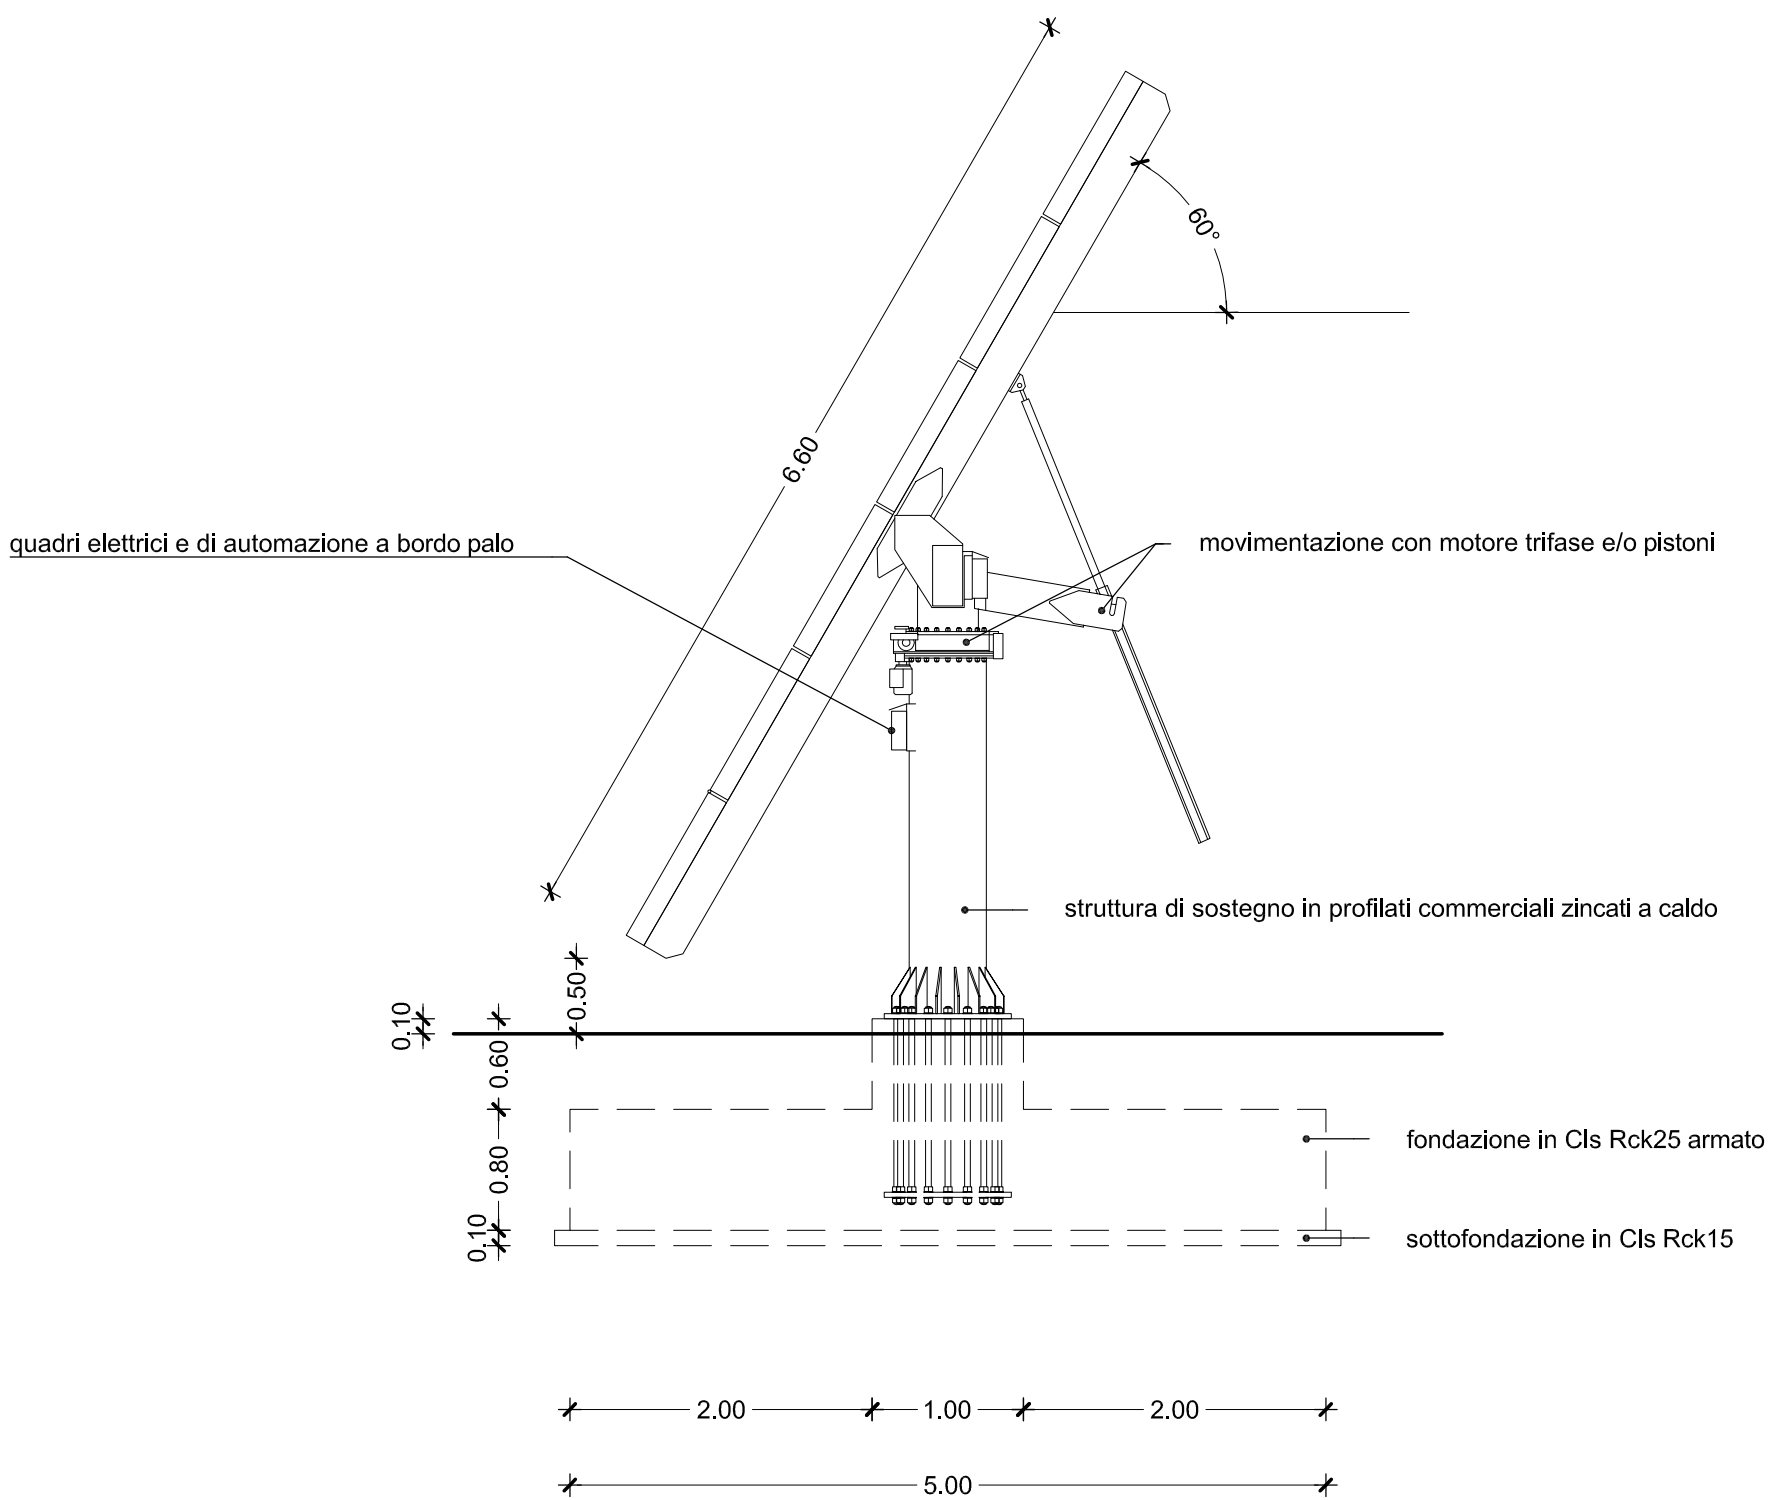 60°
6.60
quadri elettrici e di automazione a bordo palo
movimentazione con motore trifase e/o pistoni
struttura di sostegno in profilati commerciali zincati a caldo
0.50
0.10
0.60
fondazione in Cls Rck25 armato
0.80
sottofondazione in Cls Rck15
0.10
2.00
1.00
2.00
5.00